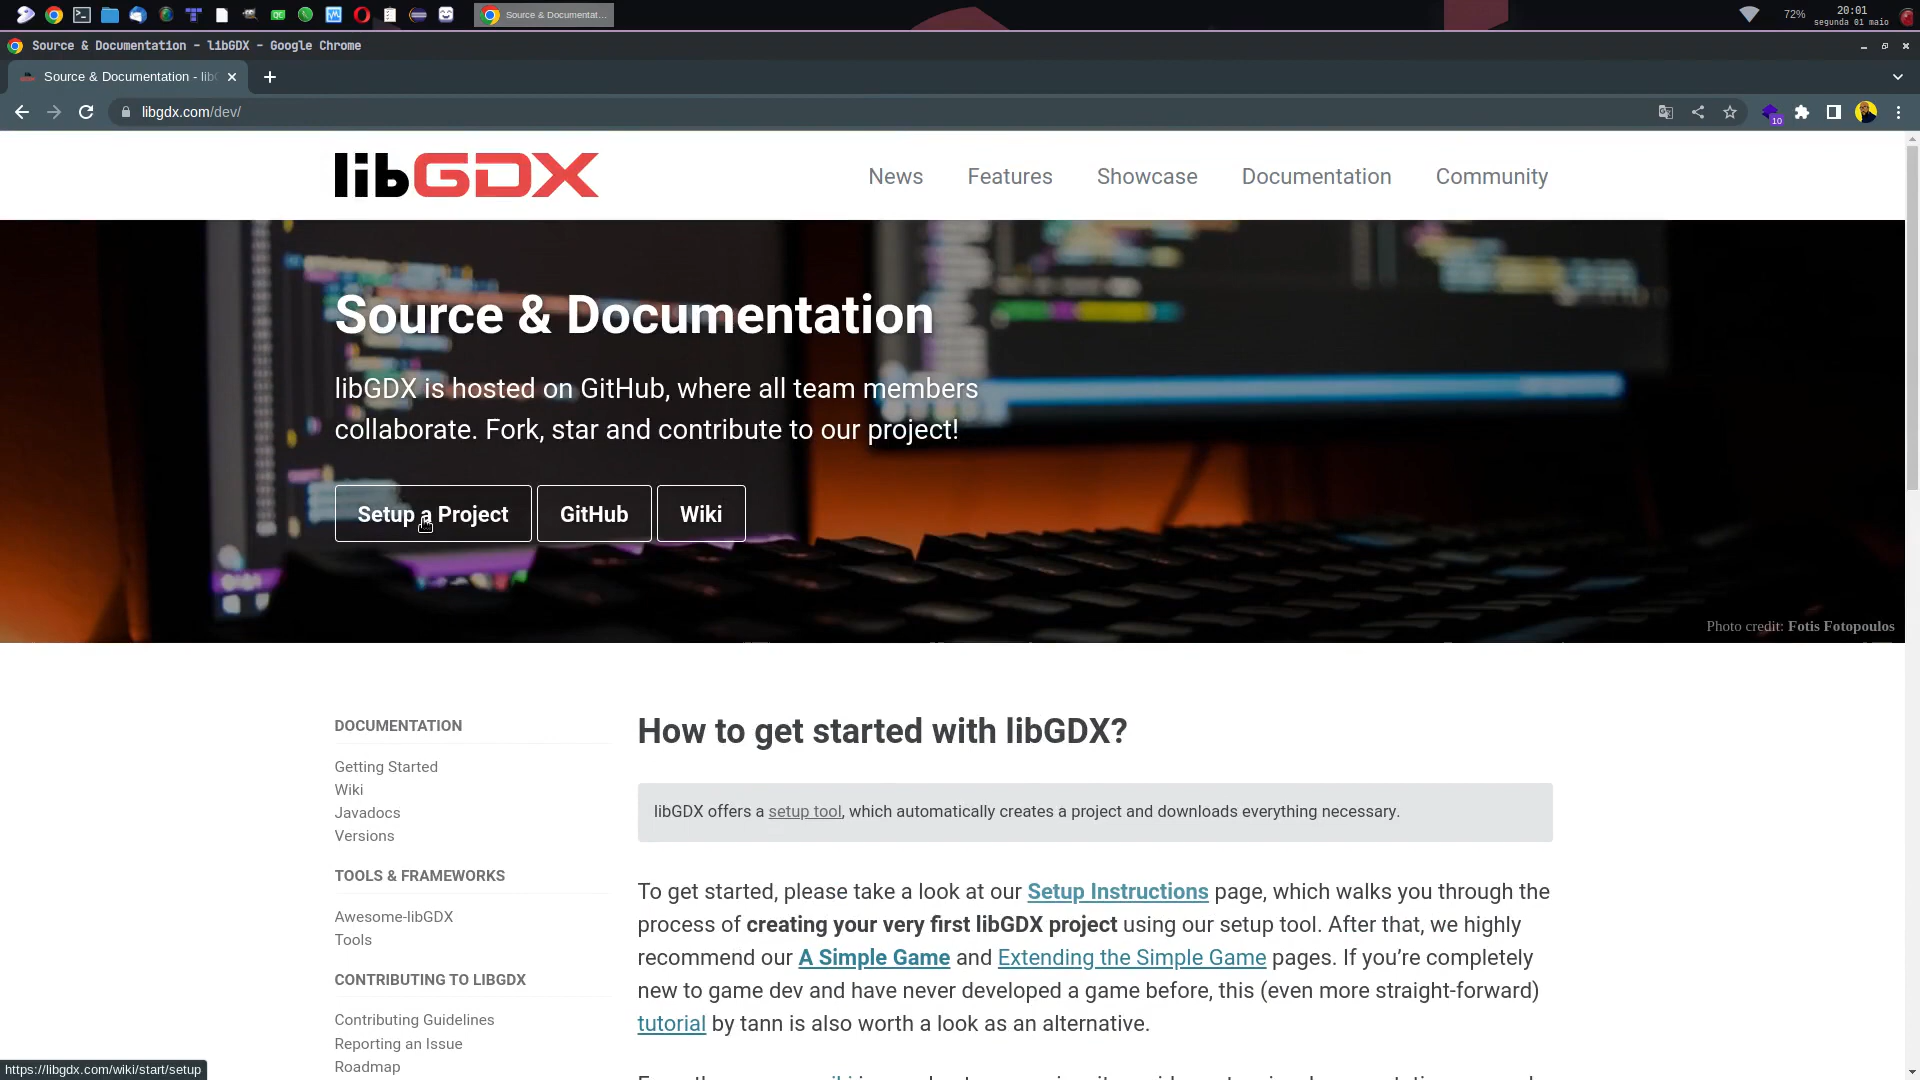 Source & Documentat...
72%
20:01
segunda 01 maio
Source & Documentation - libGDX - Google Chrome
Source & Documentation - lib
libgdx.com/dev/
10
libGDX
News
Features
Showcase
Documentation
Community
Source & Documentation
libGDX is hosted on GitHub, where all team members
collaborate. Fork, star and contribute to our project!
Setup a Project
GitHub
Wiki
Photo credit: Fotis Fotopoulos
DOCUMENTATION
Getting Started
Wiki
Javadocs
Versions
TOOLS & FRAMEWORKS
Awesome-libGDX
Tools
CONTRIBUTING TO LIBGDX
Contributing Guidelines
Reporting an Issue
Roadmap
How to get started with libGDX?
libGDX offers a setup tool, which automatically creates a project and downloads everything necessary.
To get started, please take a look at our Setup Instructions page, which walks you through the
process of creating your very first libGDX project using our setup tool. After that, we highly
recommend our A Simple Game and Extending the Simple Game pages. If you're completely
new to game dev and have never developed a game before, this (even more straight-forward)
tutorial by tann is also worth a look as an alternative.
https://libgdx.com/wiki/start/setup